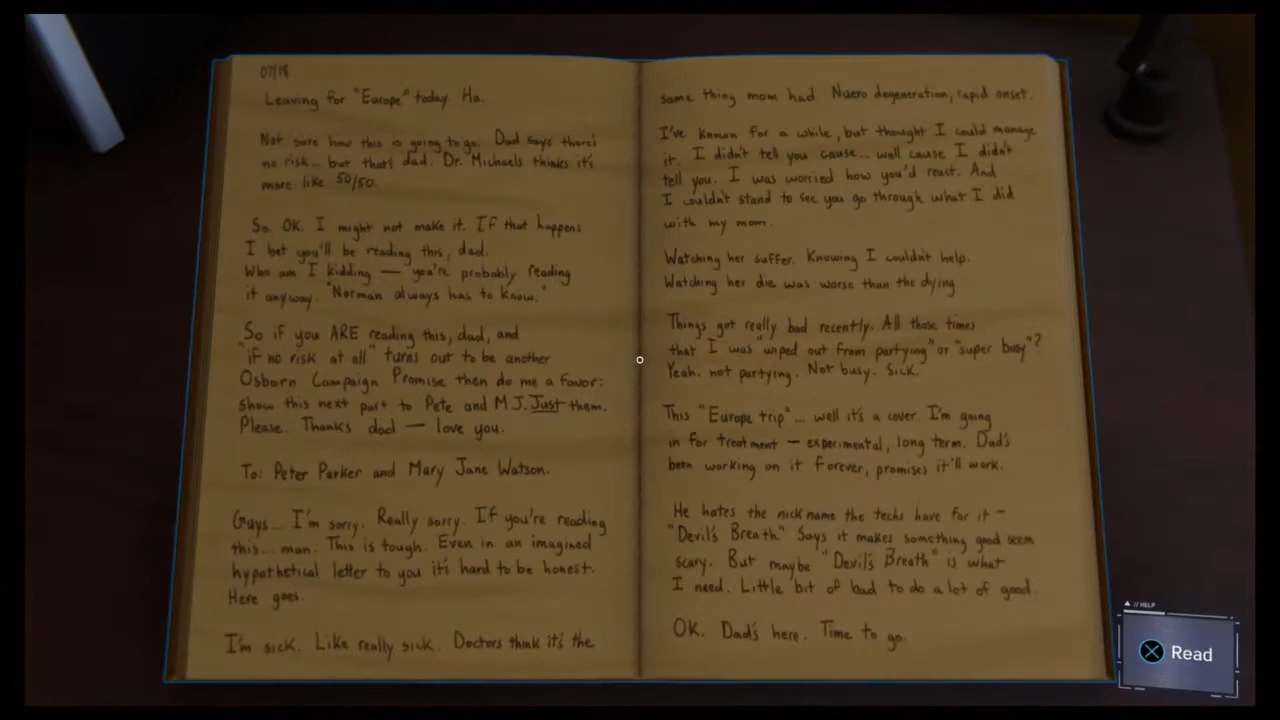 07/18
Leaving for "Europe" today. Ha.
Not sure how this is going to go. Dad says there's
no risk... but that's dad. Dr. Michaels thinks it's
more like 50/50.
So. OK. I might not make it. If that happens
I bet you'll be reading this, dad.
Who am I kidding — you're probably reading
it anyway. "Norman always has to know."
So if you ARE reading this, dad, and
"if no risk at all" turns out to be another
Osborn Campaign Promise then do me a favor:
show this next part to Pete and MJ. Just them.
Please. Thanks dad — love you.
To: Peter Parker and Mary Jane Watson.
Guys... I'm sorry. Really sorry. If you're reading
this... man. This is tough. Even in an imagined
hypothetical letter to you it's hard to be honest.
Here goes.
I'm sick. Like really sick. Doctors think it's the
same thing mom had Nuero degeneration, rapid onset.
I've known for a while, but thought I could manage
it. I didn't tell you cause... well cause I didn't
tell you. I was worried how you'd react. And
I couldn't stand to see you go through what I did
with my mom.
Watching her suffer. Knowing I couldn't help.
Watching her die was worse than the dying
Things got really bad recently. All those times
that I was "wiped out from partying" or "super busy"?
Yeah. not partying. Not busy. Sick.
This "Europe trip"... well it's a cover. I'm going
in for treatment — experimental, long term. Dad's
been working on it forever, promises it'll work.
He hates the nickname the techs have for it -
"Devil's Breath." Says it makes something good seem
scary. But maybe "Devil's Breath" is what
I need. Little bit of bad to do a lot of good.
OK. Dad's here. Time to go.
// HELP
Read